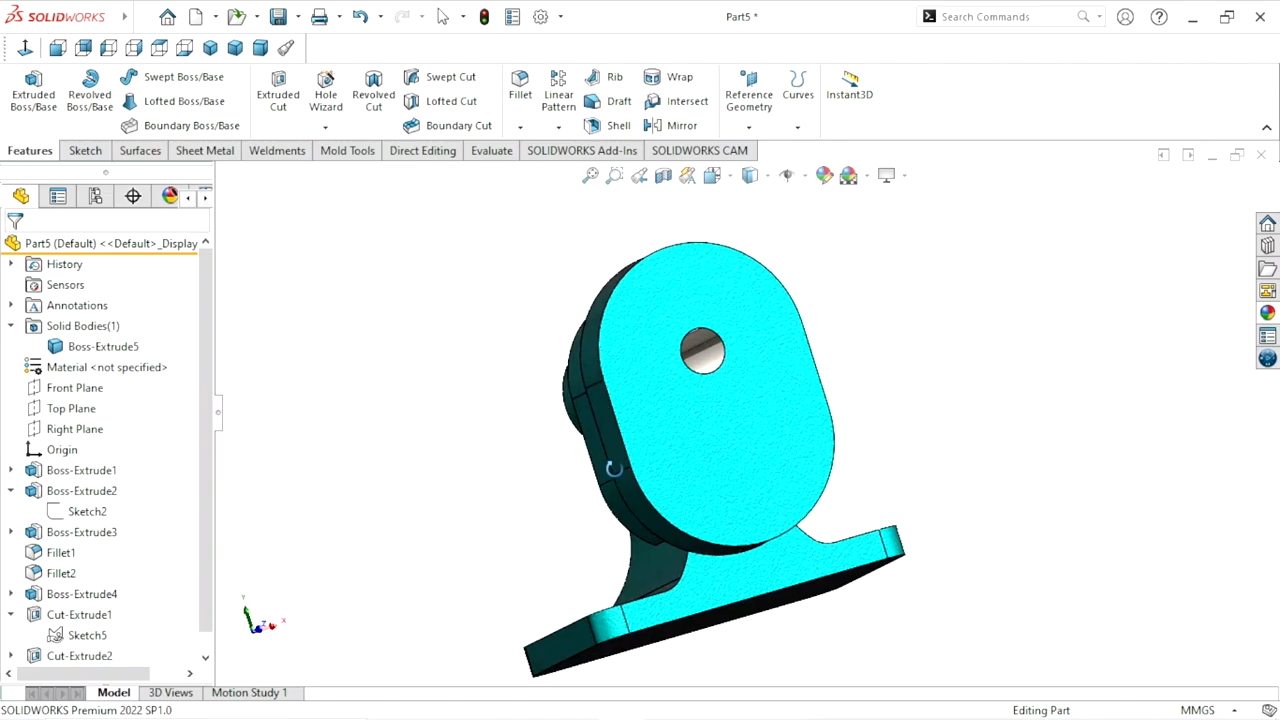 SOLIDWORKS
Part5 *
Search Commands
Extruded Boss/Base
Revolved Boss/Base
Swept Boss/Base
Lofted Boss/Base
Boundary Boss/Base
Extruded Cut
Hole Wizard
Revolved Cut
Swept Cut
Lofted Cut
Boundary Cut
Fillet
Linear Pattern
Rib
Draft
Shell
Wrap
Intersect
Mirror
Reference Geometry
Curves
Instant3D
Features
Sketch
Surfaces
Sheet Metal
Weldments
Mold Tools
Direct Editing
Evaluate
SOLIDWORKS Add-Ins
SOLIDWORKS CAM
Part5 (Default) <<Default>_Display
History
Sensors
Annotations
Solid Bodies(1)
Boss-Extrude5
Material <not specified>
Front Plane
Top Plane
Right Plane
Origin
Boss-Extrude1
Boss-Extrude2
Sketch2
Boss-Extrude3
Fillet1
Fillet2
Boss-Extrude4
Cut-Extrude1
Sketch5
Cut-Extrude2
Y
Z
X
Model
3D Views
Motion Study 1
SOLIDWORKS Premium 2022 SP1.0
Editing Part
MMGS